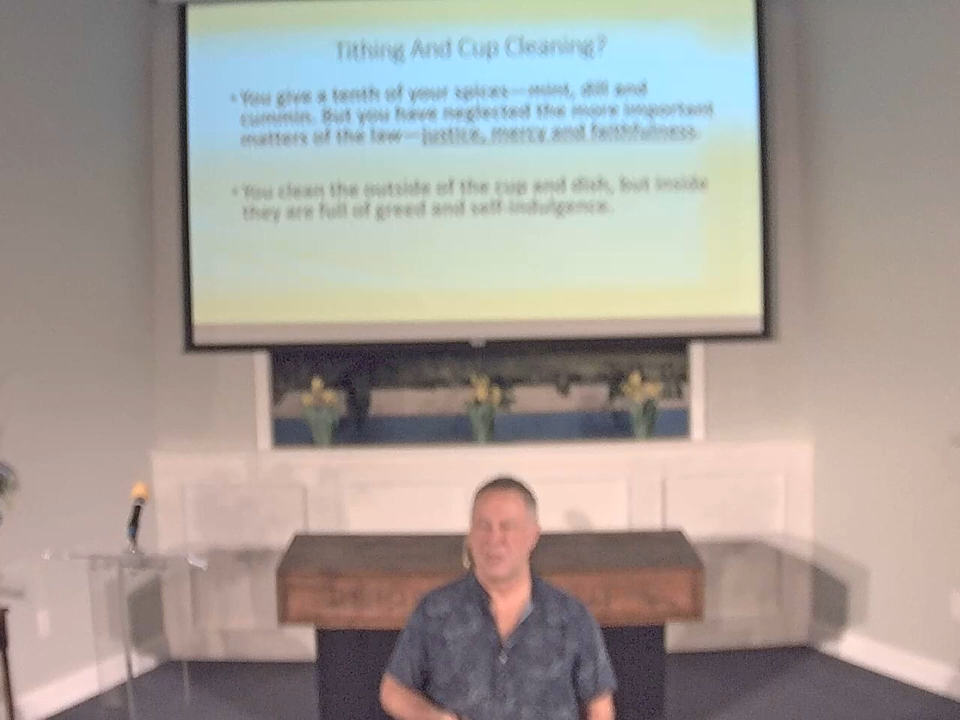 Tithing And Cup Cleaning?
• You give a tenth of your spices—mint, dill and
cummin. But you have neglected the more important
matters of the law—justice, mercy and faithfulness.
• You clean the outside of the cup and dish, but inside
they are full of greed and self-indulgence.